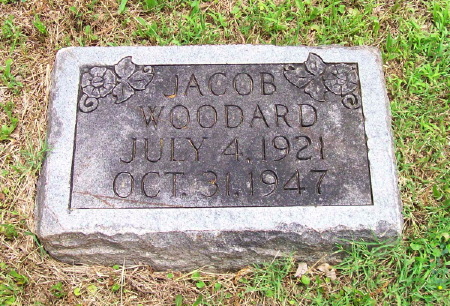 JACOB
WOODARD
JULY 4, 1921
OCT. 31, 1947